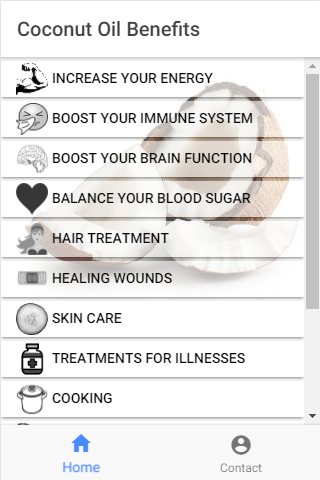 Coconut Oil Benefits
INCREASE YOUR ENERGY
BOOST YOUR IMMUNE SYSTEM
BOOST YOUR BRAIN FUNCTION
BALANCE YOUR BLOOD SUGAR
HAIR TREATMENT
HEALING WOUNDS
SKIN CARE
TREATMENTS FOR ILLNESSES
COOKING
Home
Contact